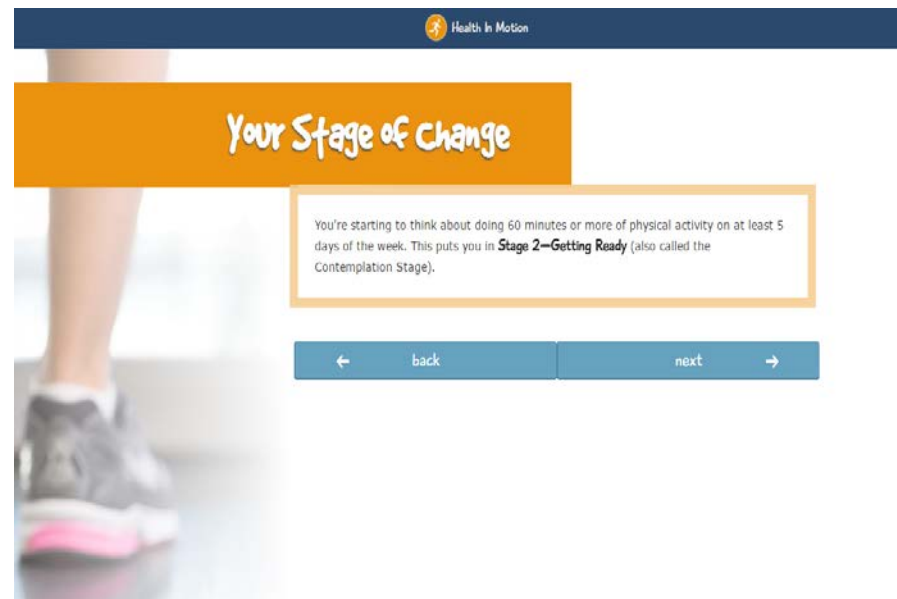 Health In Motion
Your Stage of Change
You're starting to think about doing 60 minutes or more of physical activity on at least 5
days of the week. This puts you in Stage 2—Getting Ready (also called the
Contemplation Stage).
← back
next →